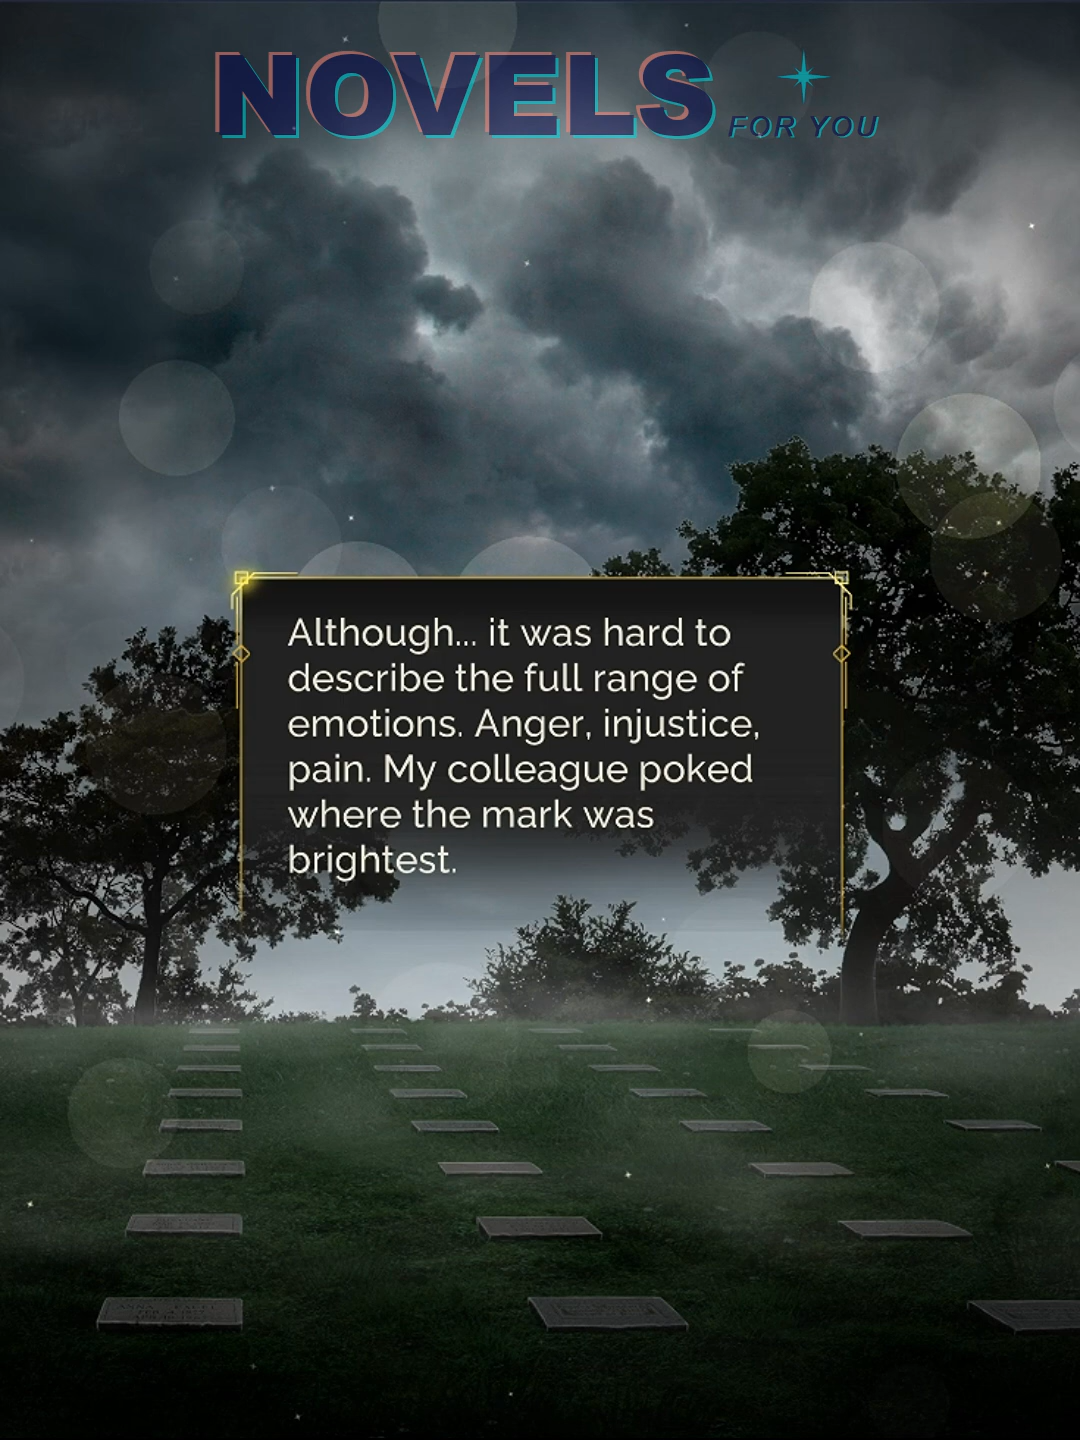 NOVELS
FOR YOU
Although... it was hard to
describe the full range of
emotions. Anger, injustice,
pain. My colleague poked
where the mark was
brightest.